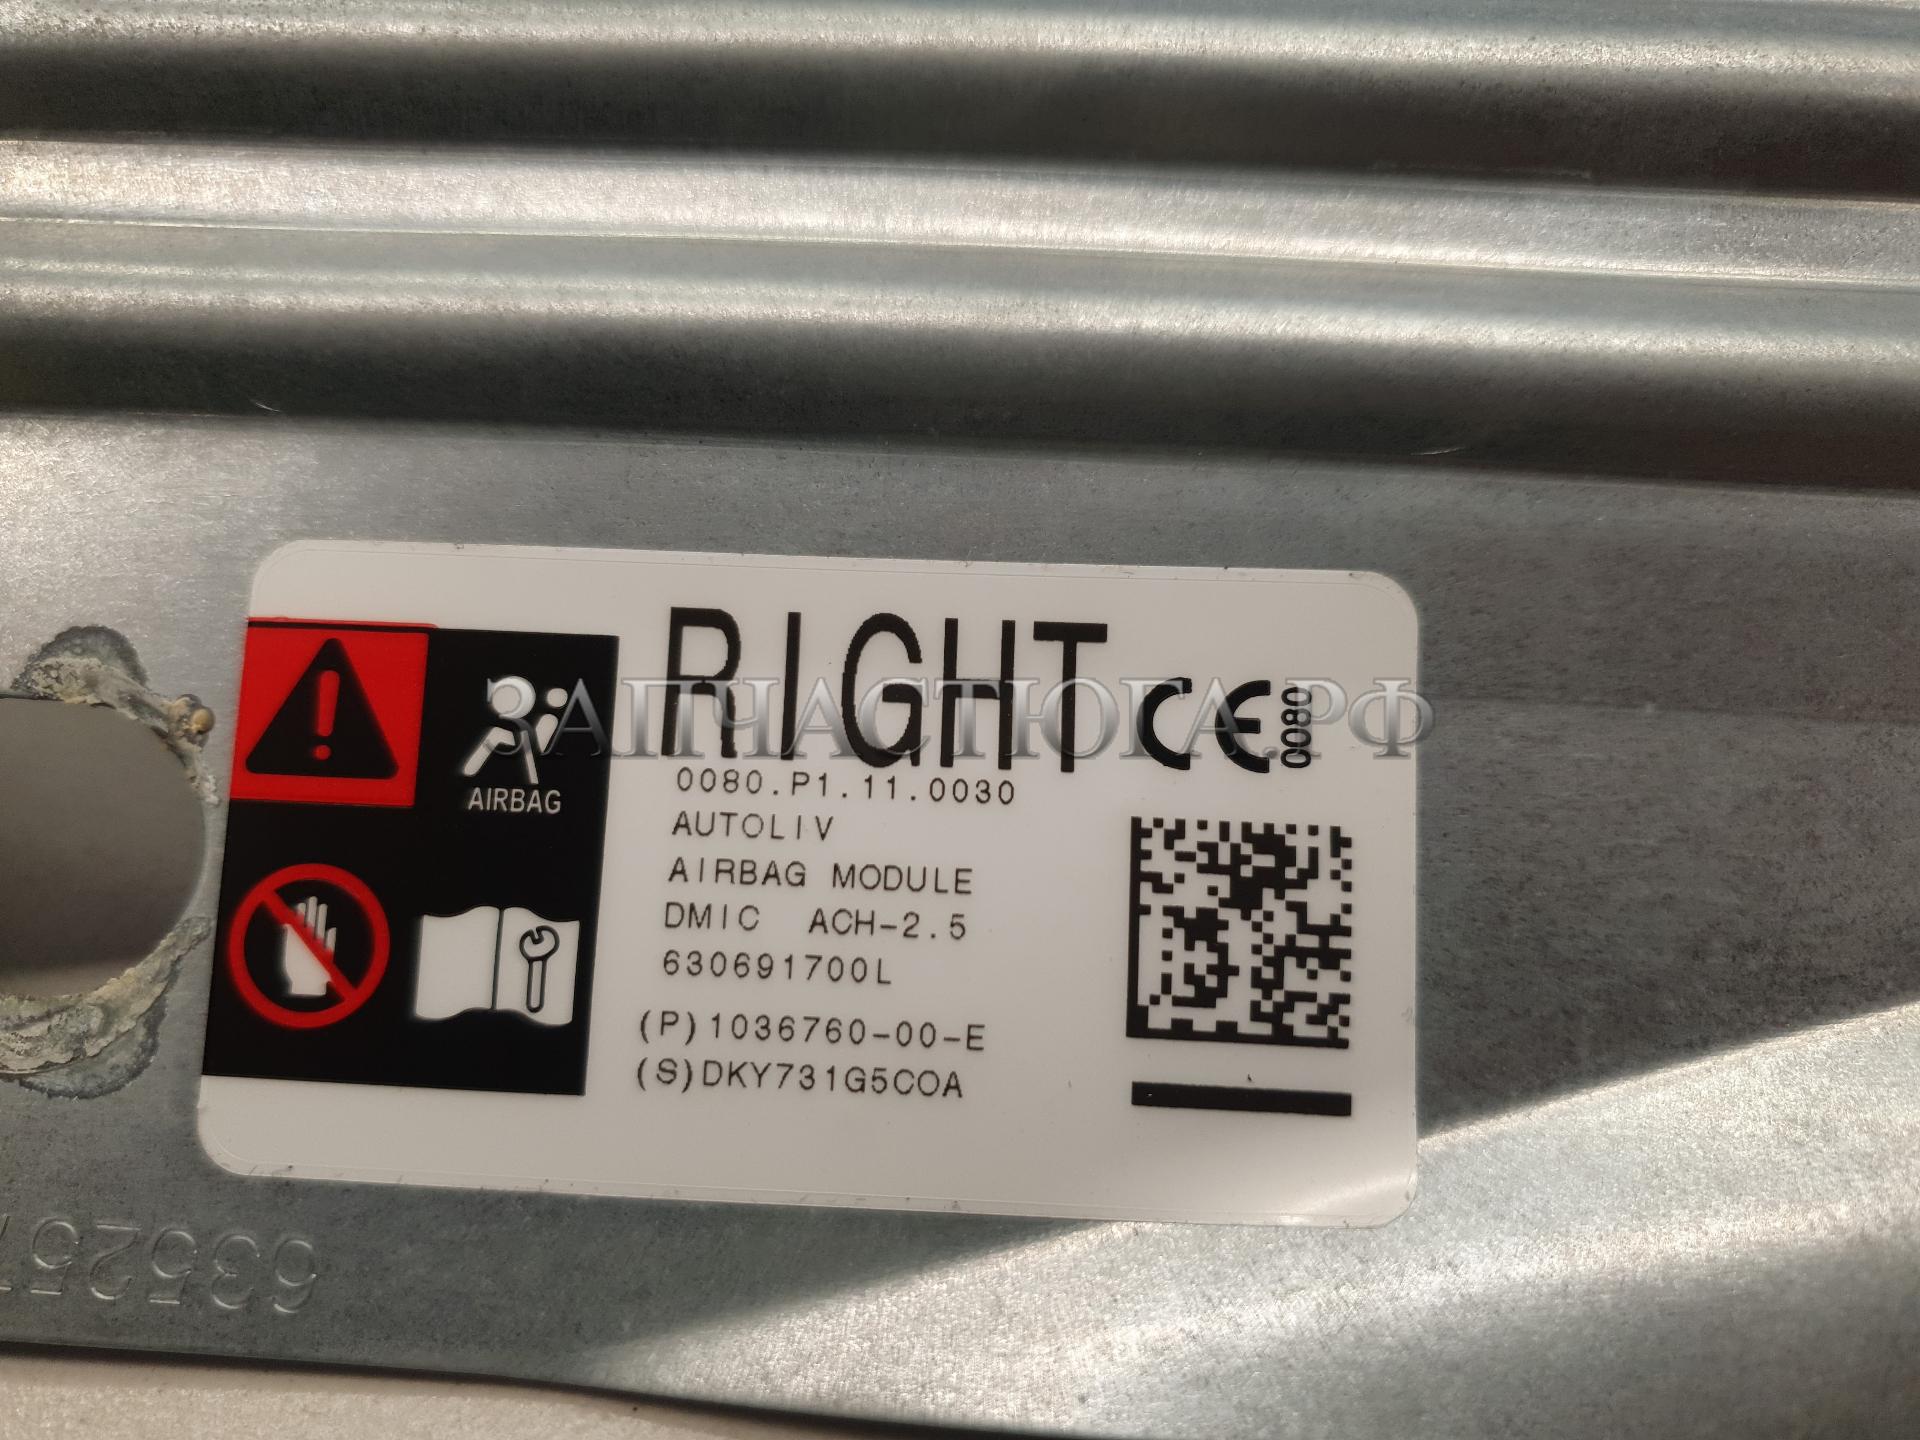 RIGHT CE 0080
ЗАПЧАСТЮГА.РФ
AIRBAG
0080.P1.11.0030
AUTOLIV
AIRBAG MODULE
DMIC ACH-2.5
630691700L
(P)1036760-00-E
(S)DKY731G5COA